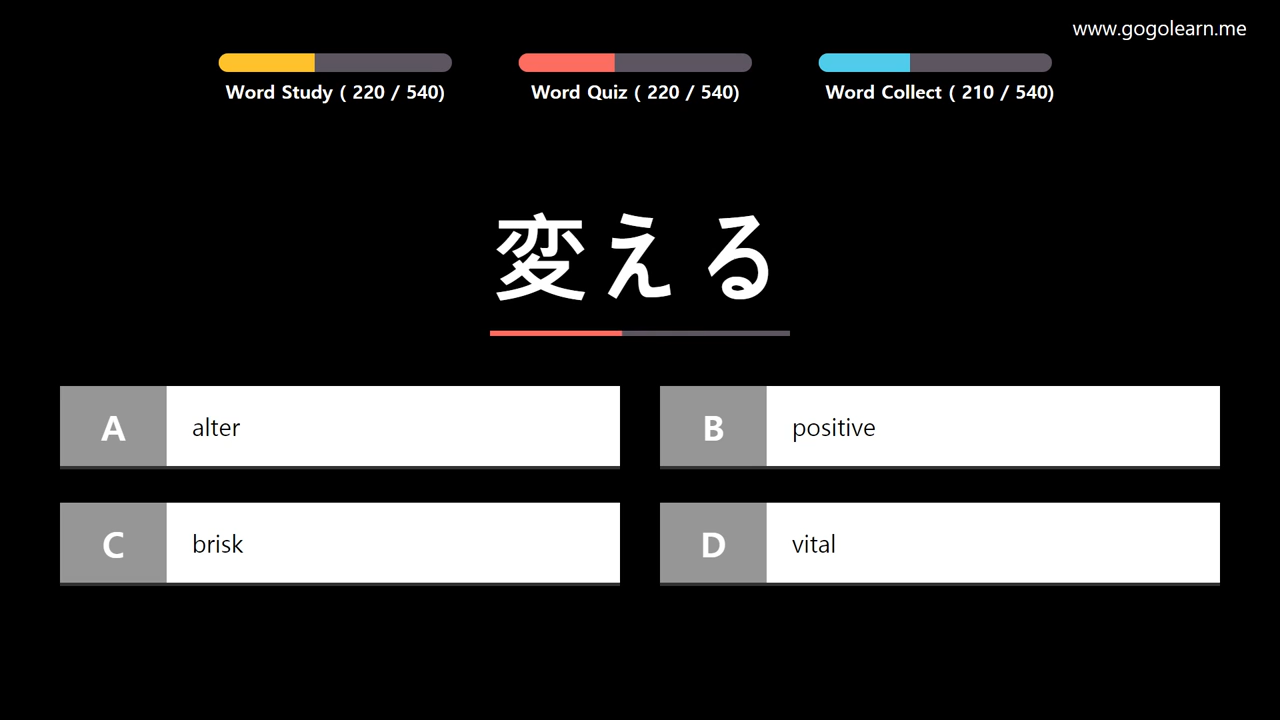 www.gogolearn.me
Word Study ( 220 / 540)
Word Quiz ( 220 / 540)
Word Collect ( 210 / 540)
変える
A alter
B positive
C brisk
D vital